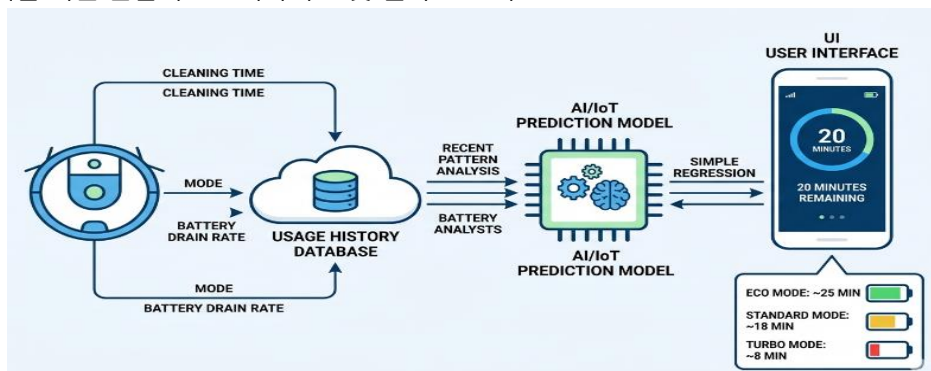 CLEANING TIME
CLEANING TIME
MODE
BATTERY
DRAIN RATE
MODE
BATTERY DRAIN RATE
USAGE HISTORY
DATABASE
RECENT
PATTERN
ANALYSIS
BATTERY
ANALYSTS
AI/IoT
PREDICTION MODEL
AI/IoT
PREDICTION MODEL
SIMPLE
REGRESSION
UI
USER INTERFACE
20
MINUTES
20 MINUTES
REMAINING
ECO MODE: ~25 MIN
STANDARD MODE:
~18 MIN
TURBO MODE:
~8 MIN